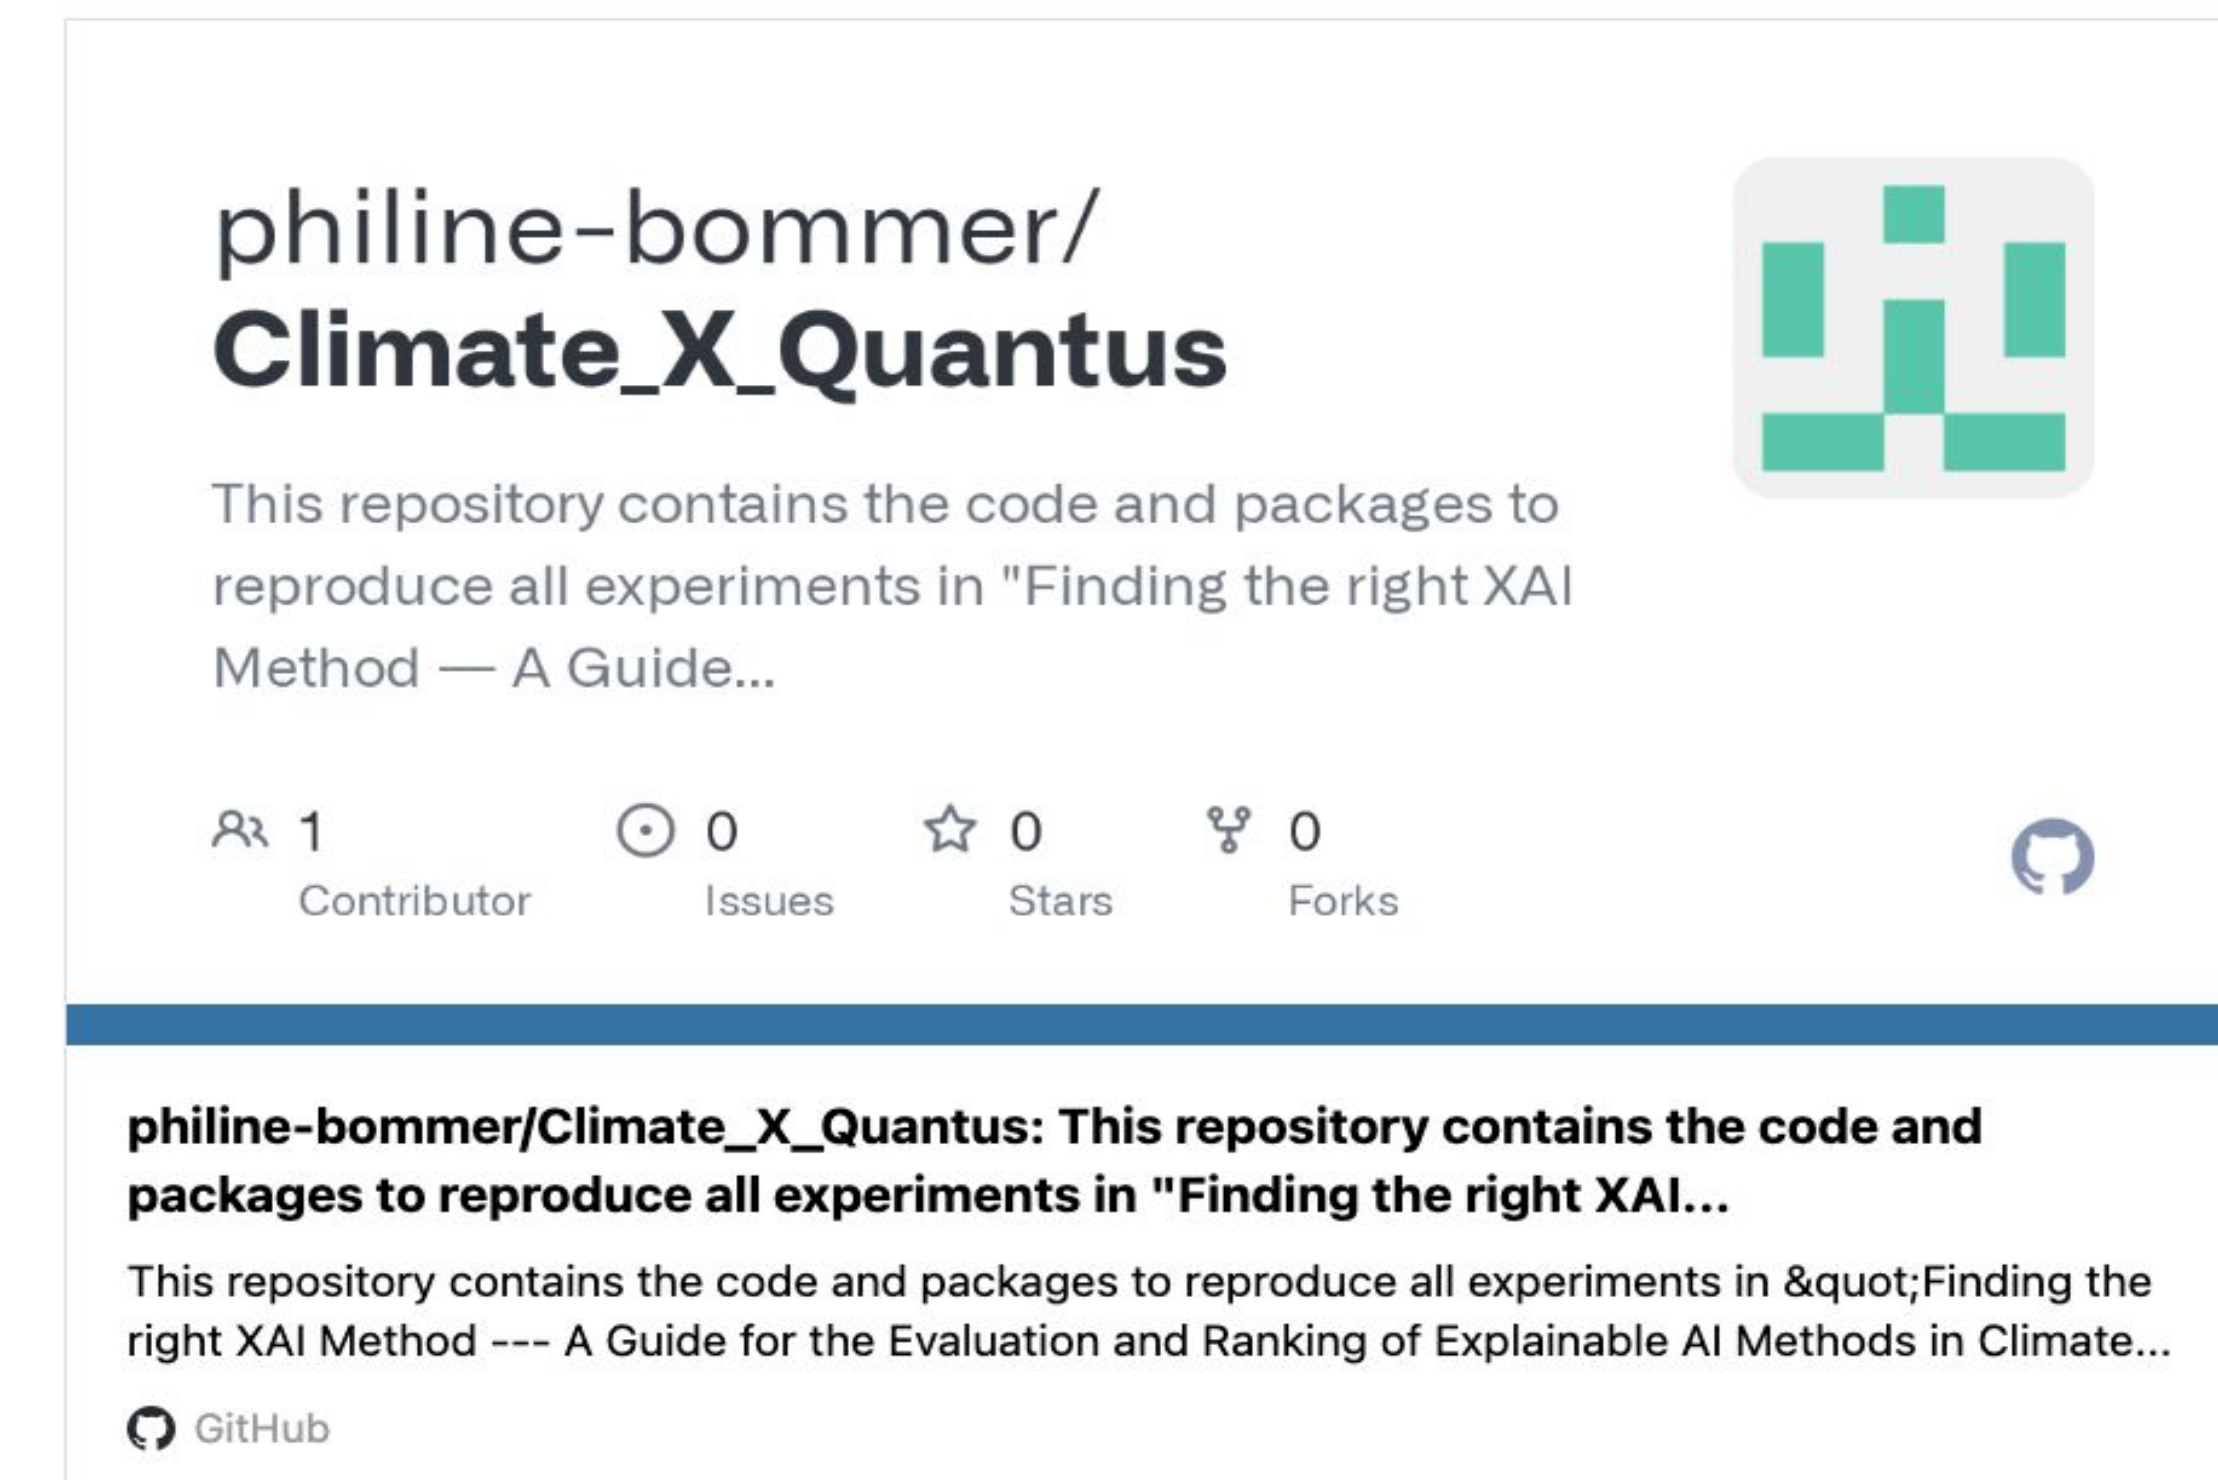 philine-bommer/
Climate_X_Quantus
This repository contains the code and packages to
reproduce all experiments in "Finding the right XAI
Method — A Guide...
1
Contributor
0
Issues
0
Stars
0
Forks
philine-bommer/Climate_X_Quantus: This repository contains the code and
packages to reproduce all experiments in "Finding the right XAI...
This repository contains the code and packages to reproduce all experiments in &quot;Finding the
right XAI Method --- A Guide for the Evaluation and Ranking of Explainable AI Methods in Climate...
GitHub